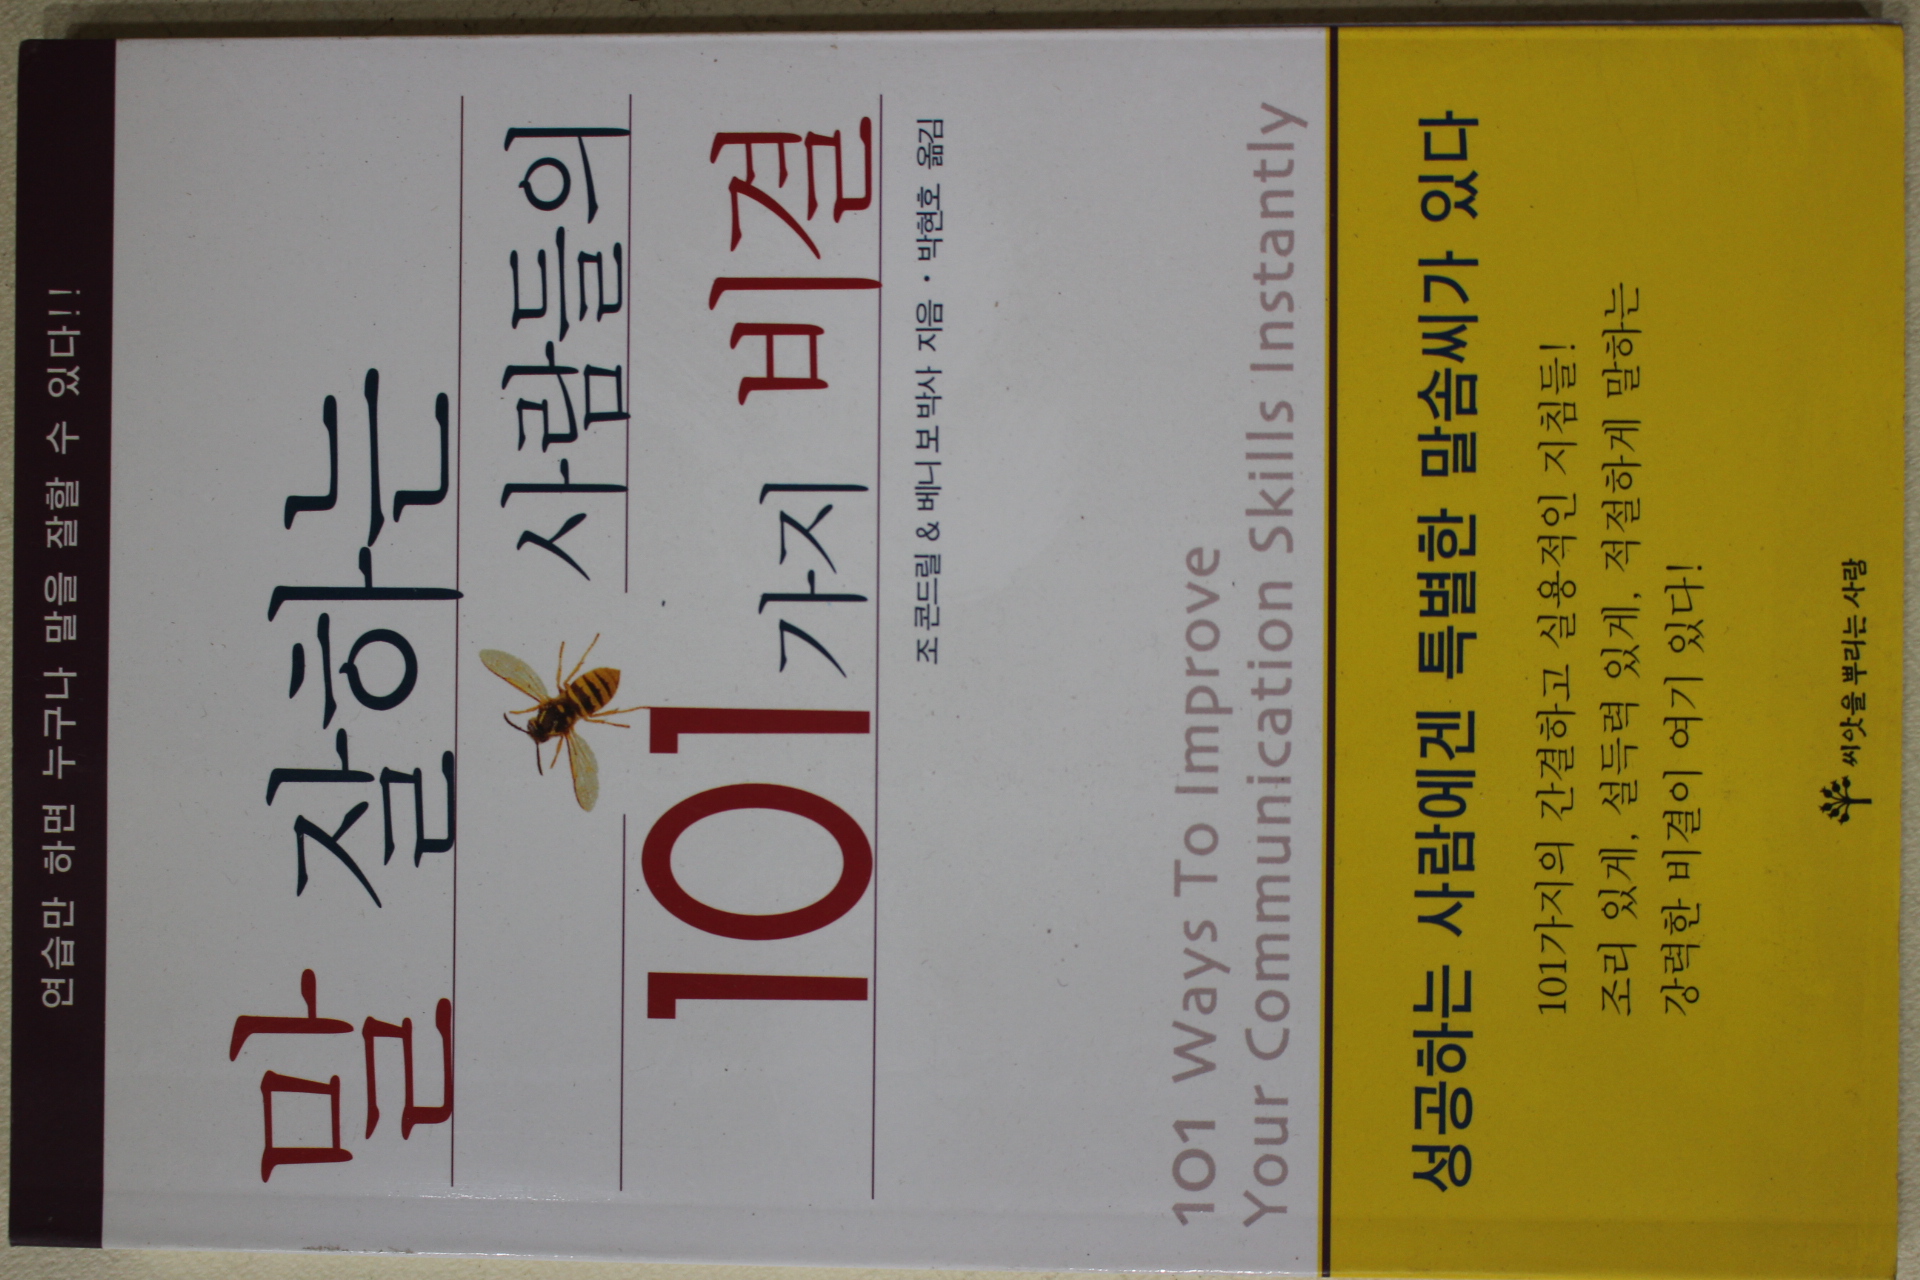 연습만 하면 누구나 말을 잘할 수 있다!!
말 잘하는
사람들의
101가지 비결
조 콘드릴 & 베니 보 박사 지음 · 박현호 옮김
101 Ways To Improve
Your Communication Skills Instantly
성공하는 사람에겐 특별한 말솜씨가 있다
101가지의 간결하고 실용적인 지침들!
조리 있게, 설득력 있게, 적절하게 말하는
강력한 비결이 여기 있다!
씨앗을 뿌리는 사람